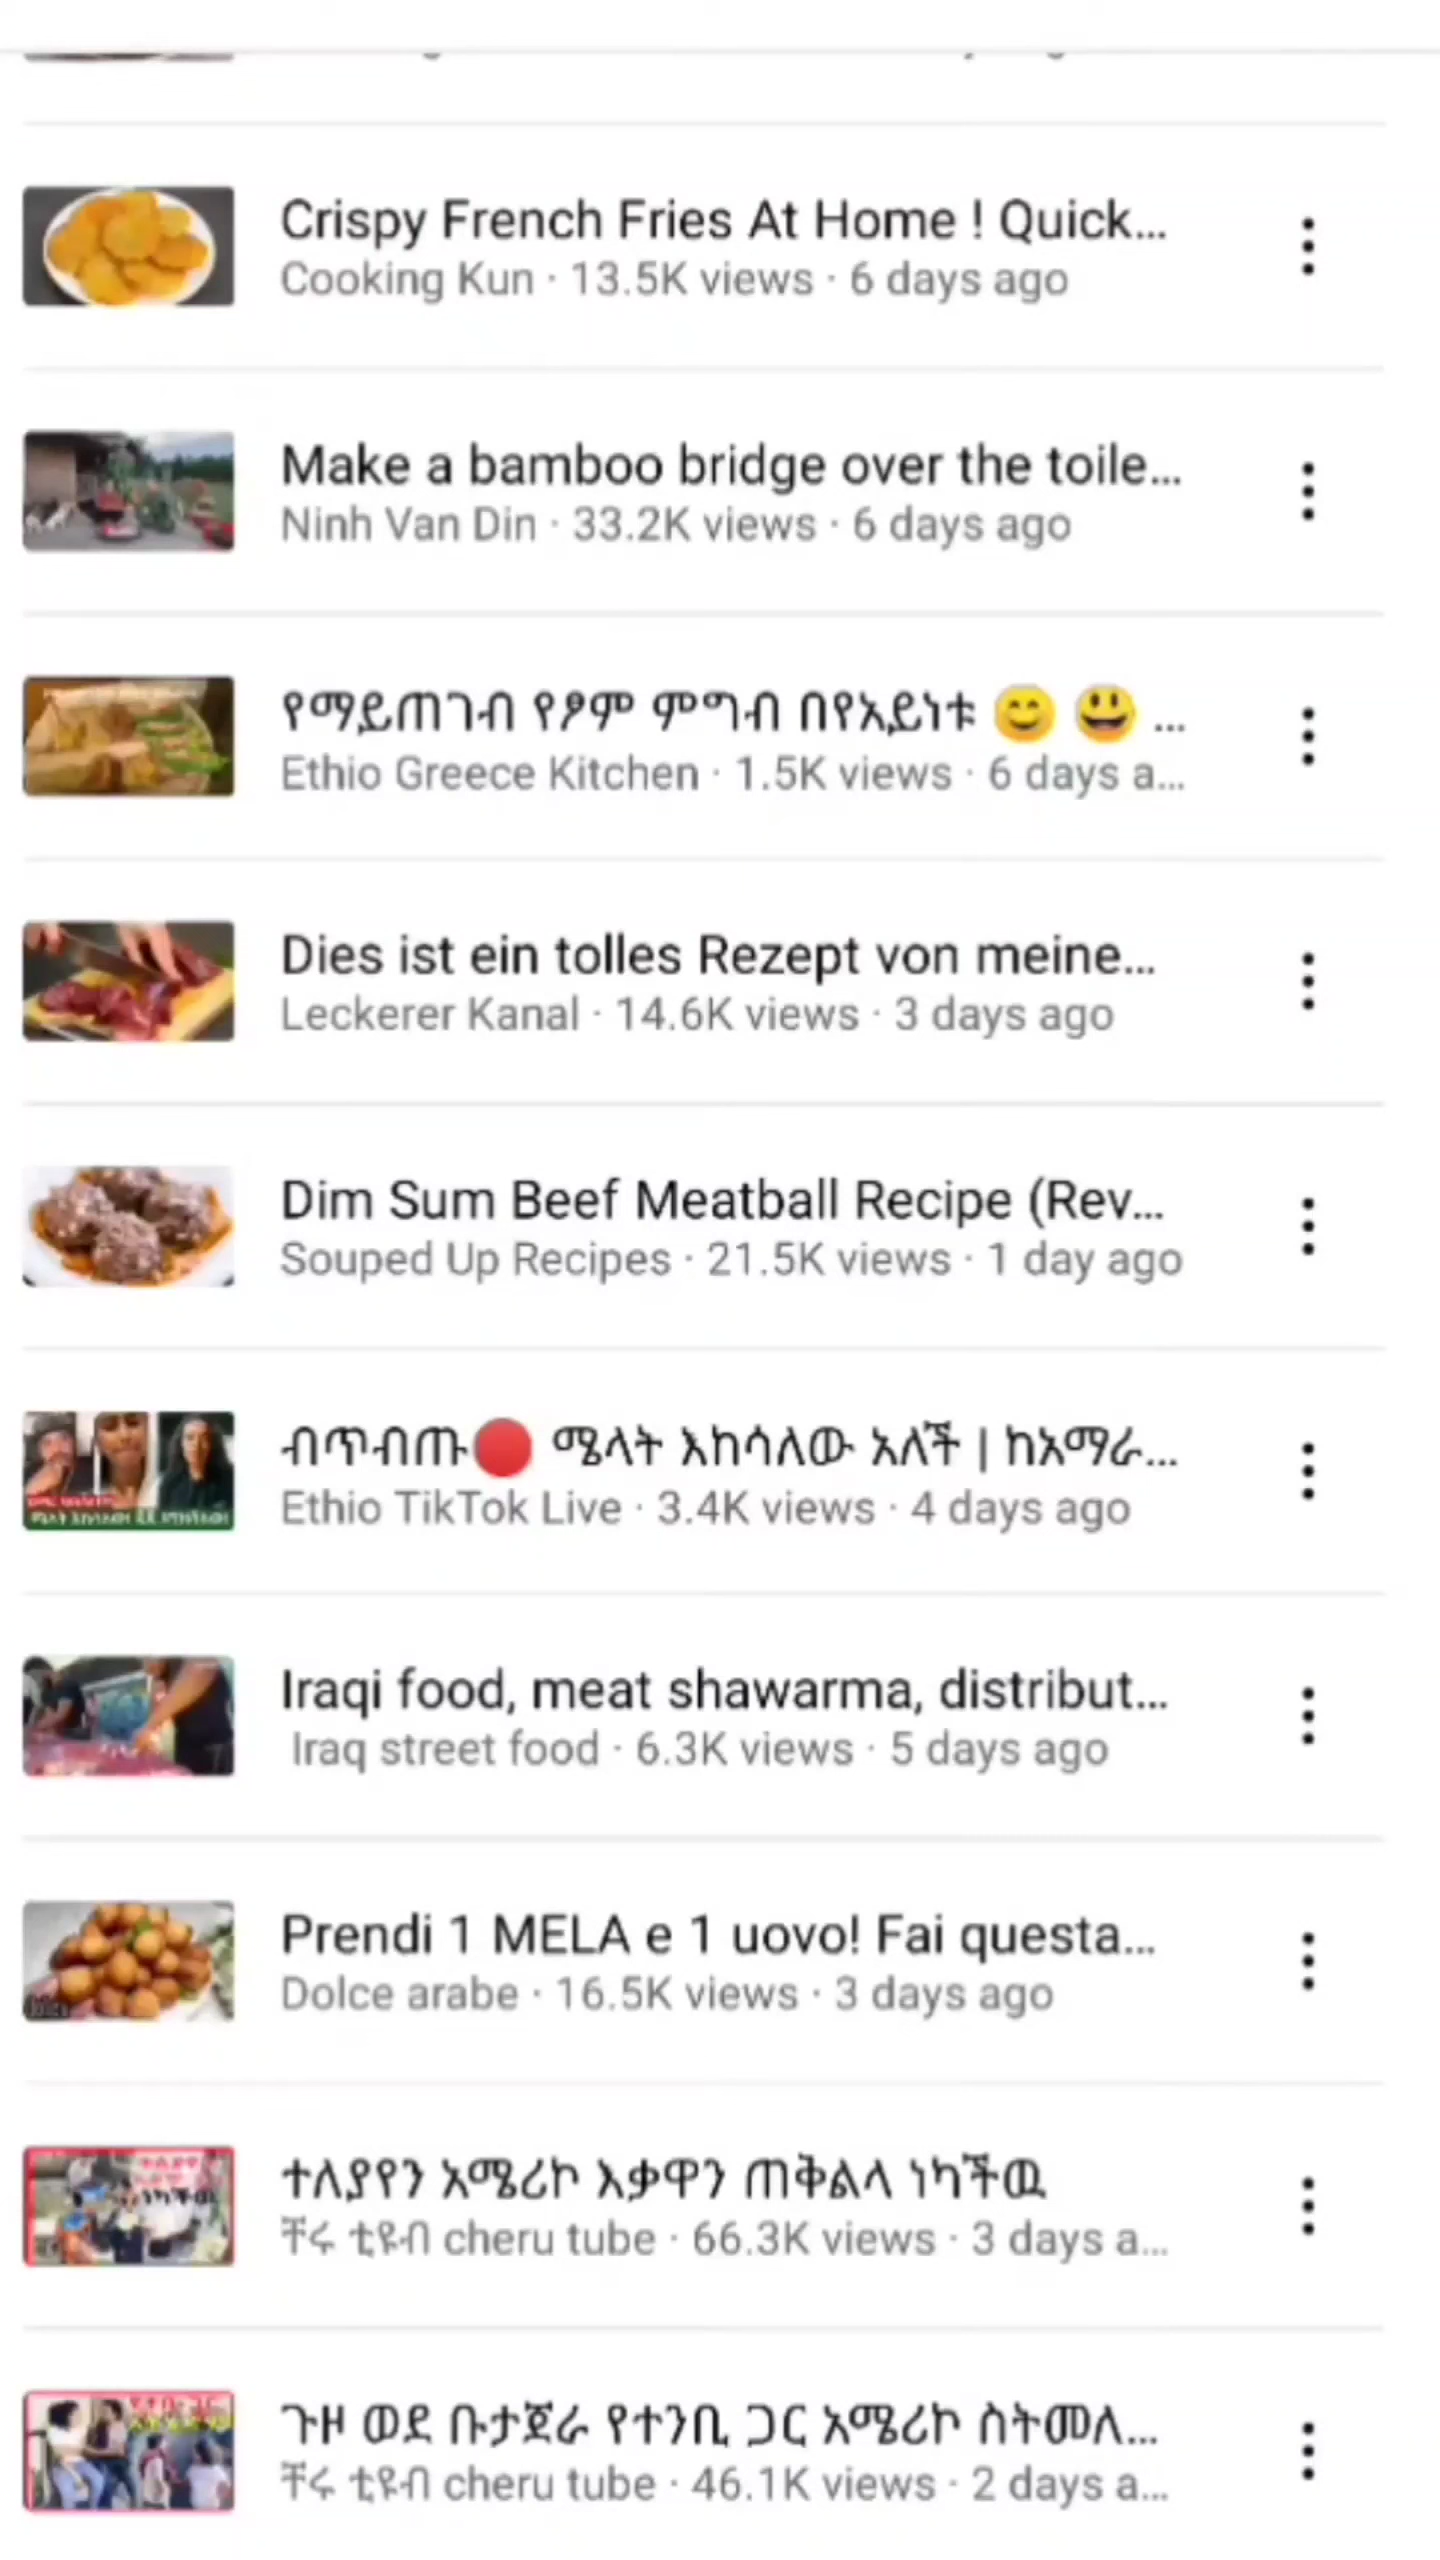 Crispy French Fries At Home ! Quick...
Cooking Kun · 13.5K views · 6 days ago
Make a bamboo bridge over the toile...
Ninh Van Din · 33.2K views · 6 days ago
የማይጠገብ የፆም ምግብ በየአይነቱ 😊 😃 ...
Ethio Greece Kitchen · 1.5K views · 6 days a...
Dies ist ein tolles Rezept von meine...
Leckerer Kanal · 14.6K views · 3 days ago
Dim Sum Beef Meatball Recipe (Rev...
Souped Up Recipes · 21.5K views · 1 day ago
ብጥብጡ🔴 ሜላት እከሳለው አለች | ከአማራ...
Ethio TikTok Live · 3.4K views · 4 days ago
Iraqi food, meat shawarma, distribut...
Iraq street food · 6.3K views · 5 days ago
Prendi 1 MELA e 1 uovo! Fai questa...
Dolce arabe · 16.5K views · 3 days ago
ተለያየን አሜሪኮ እቃዋን ጠቅልላ ነካችዉ
ቸሩ ቲዩብ cheru tube · 66.3K views · 3 days a...
ጉዞ ወደ ቡታጀራ የተንቢ ጋር አሜሪኮ ስትመለ...
ቸሩ ቲዩብ cheru tube · 46.1K views · 2 days a...